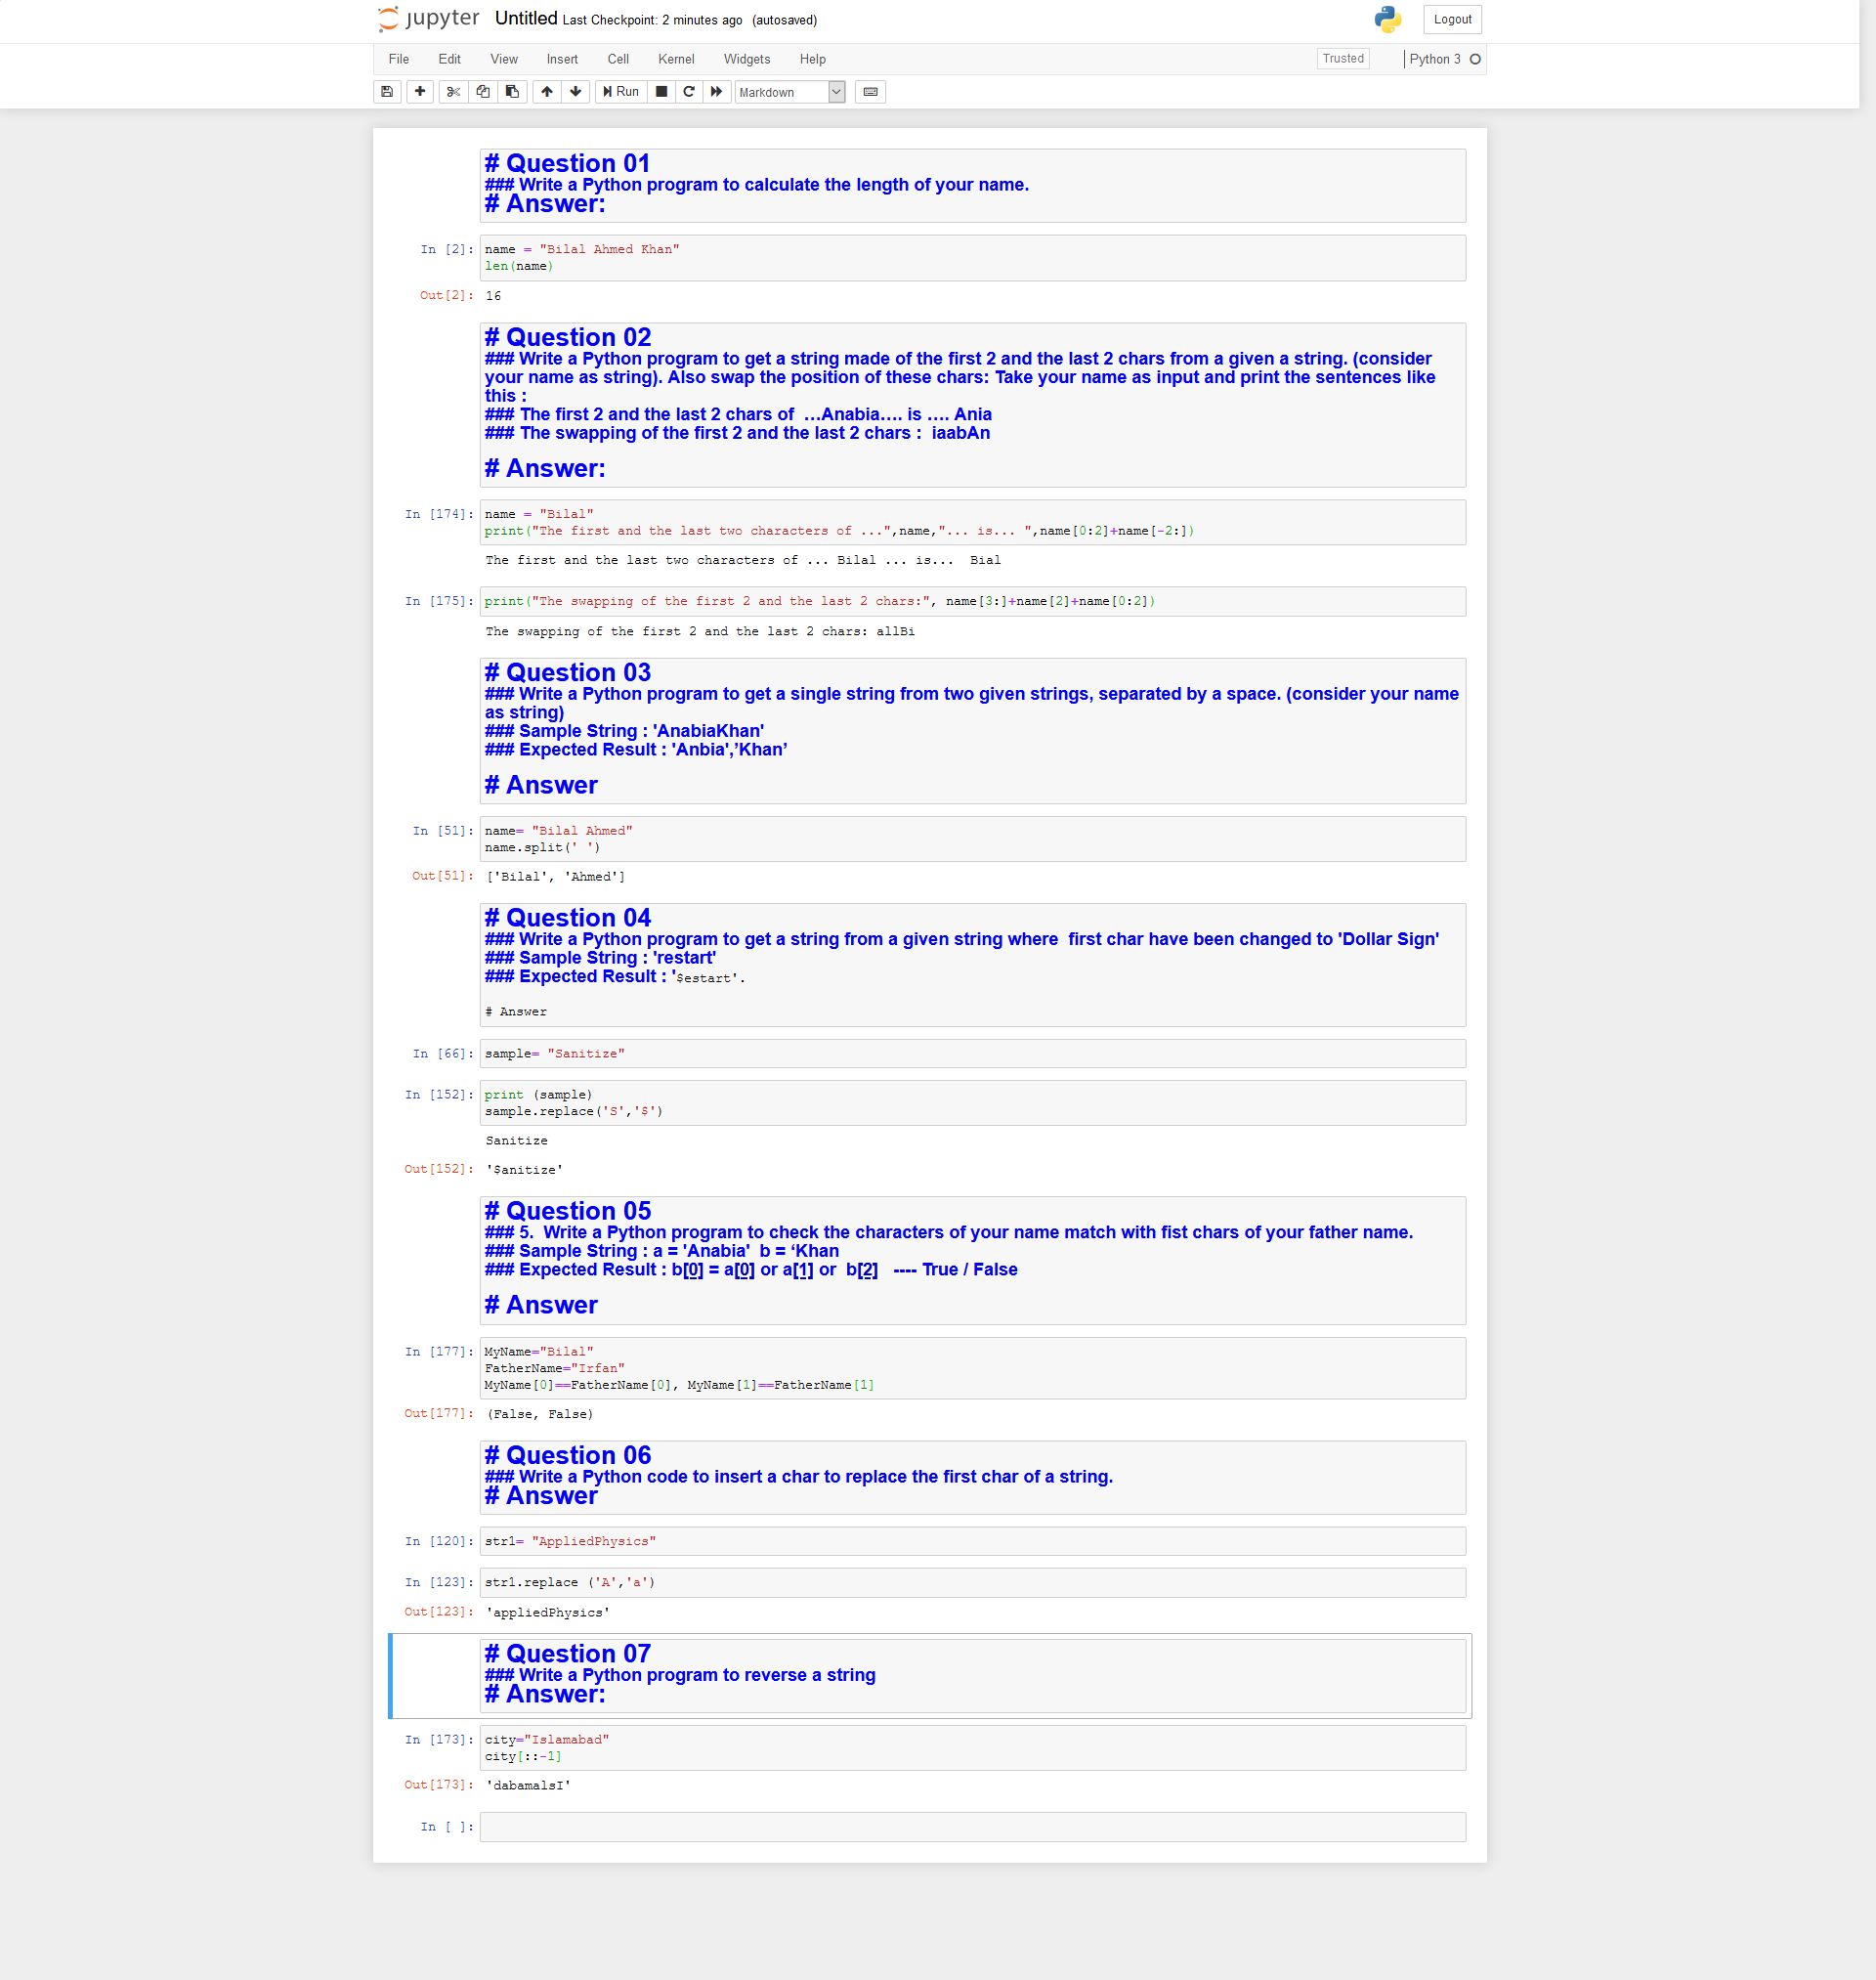 jupyter Untitled Last Checkpoint: 2 minutes ago (autosaved) Logout
File Edit View Insert Cell Kernel Widgets Help Trusted Python 3
Run Markdown
# Question 01
### Write a Python program to calculate the length of your name.
# Answer:
In [2]: name = "Bilal Ahmed Khan"
len(name)
Out[2]: 16
# Question 02
### Write a Python program to get a string made of the first 2 and the last 2 chars from a given a string. (consider
your name as string). Also swap the position of these chars: Take your name as input and print the sentences like
this :
### The first 2 and the last 2 chars of  …Anabia…. is …. Ania
### The swapping of the first 2 and the last 2 chars :  iaabAn
# Answer:
In [174]: name = "Bilal"
print("The first and the last two characters of ...",name,"... is... ",name[0:2]+name[-2:])
The first and the last two characters of ... Bilal ... is...  Bial
In [175]: print("The swapping of the first 2 and the last 2 chars:", name[3:]+name[2]+name[0:2])
The swapping of the first 2 and the last 2 chars: allBi
# Question 03
### Write a Python program to get a single string from two given strings, separated by a space. (consider your name
as string)
### Sample String : 'AnabiaKhan'
### Expected Result : 'Anbia',’Khan’
# Answer
In [51]: name= "Bilal Ahmed"
name.split(' ')
Out[51]: ['Bilal', 'Ahmed']
# Question 04
### Write a Python program to get a string from a given string where  first char have been changed to 'Dollar Sign'
### Sample String : 'restart'
### Expected Result : '$estart'.
# Answer
In [66]: sample= "Sanitize"
In [152]: print (sample)
sample.replace('S','$')
Sanitize
Out[152]: '$anitize'
# Question 05
### 5.  Write a Python program to check the characters of your name match with fist chars of your father name.
### Sample String : a = 'Anabia'  b = ‘Khan
### Expected Result : b[0] = a[0] or a[1] or  b[2]   ---- True / False
# Answer
In [177]: MyName="Bilal"
FatherName="Irfan"
MyName[0]==FatherName[0], MyName[1]==FatherName[1]
Out[177]: (False, False)
# Question 06
### Write a Python code to insert a char to replace the first char of a string.
# Answer
In [120]: str1= "AppliedPhysics"
In [123]: str1.replace ('A','a')
Out[123]: 'appliedPhysics'
# Question 07
### Write a Python program to reverse a string
# Answer:
In [173]: city="Islamabad"
city[::-1]
Out[173]: 'dabamalsI'
In [ ]: